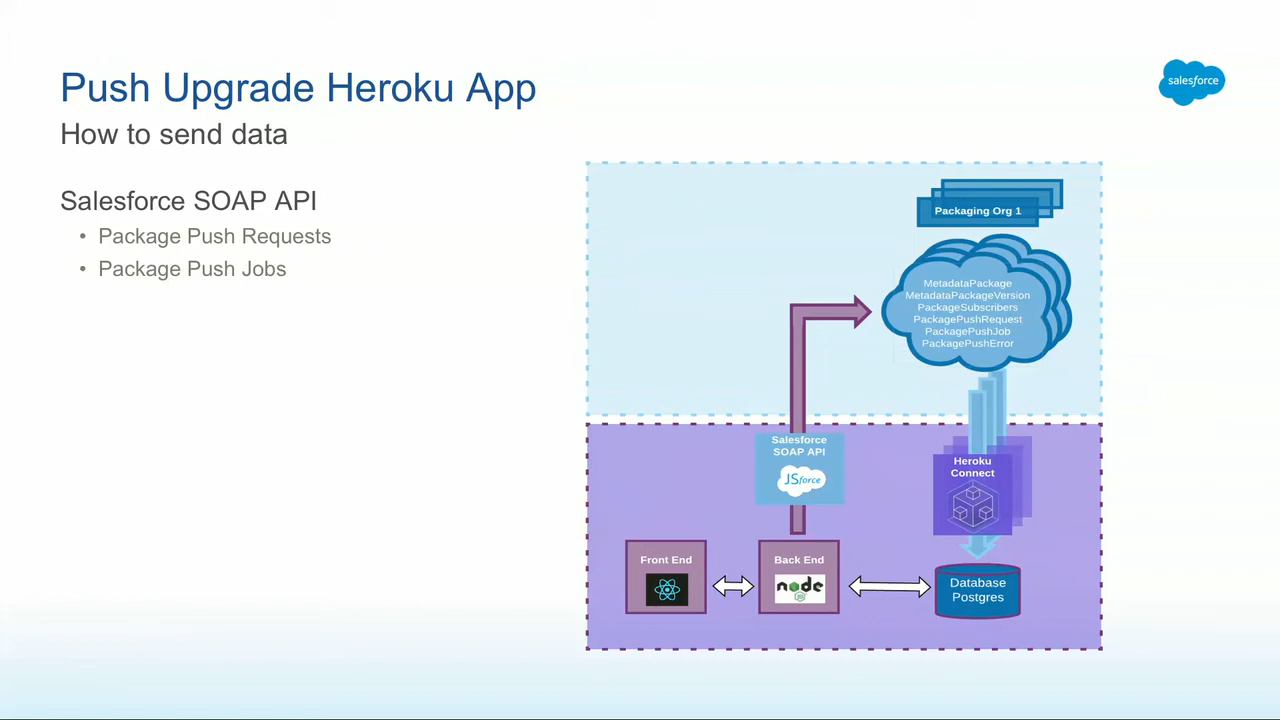 Push Upgrade Heroku App
salesforce
How to send data
Salesforce SOAP API
• Package Push Requests
• Package Push Jobs
Packaging Org 1
MetadataPackage
MetadataPackageVersion
PackageSubscribers
PackagePushRequest
PackagePushJob
PackagePushError
Salesforce
SOAP API
JSforce
Heroku
Connect
Front End
Back End
node
JS
Database
Postgres